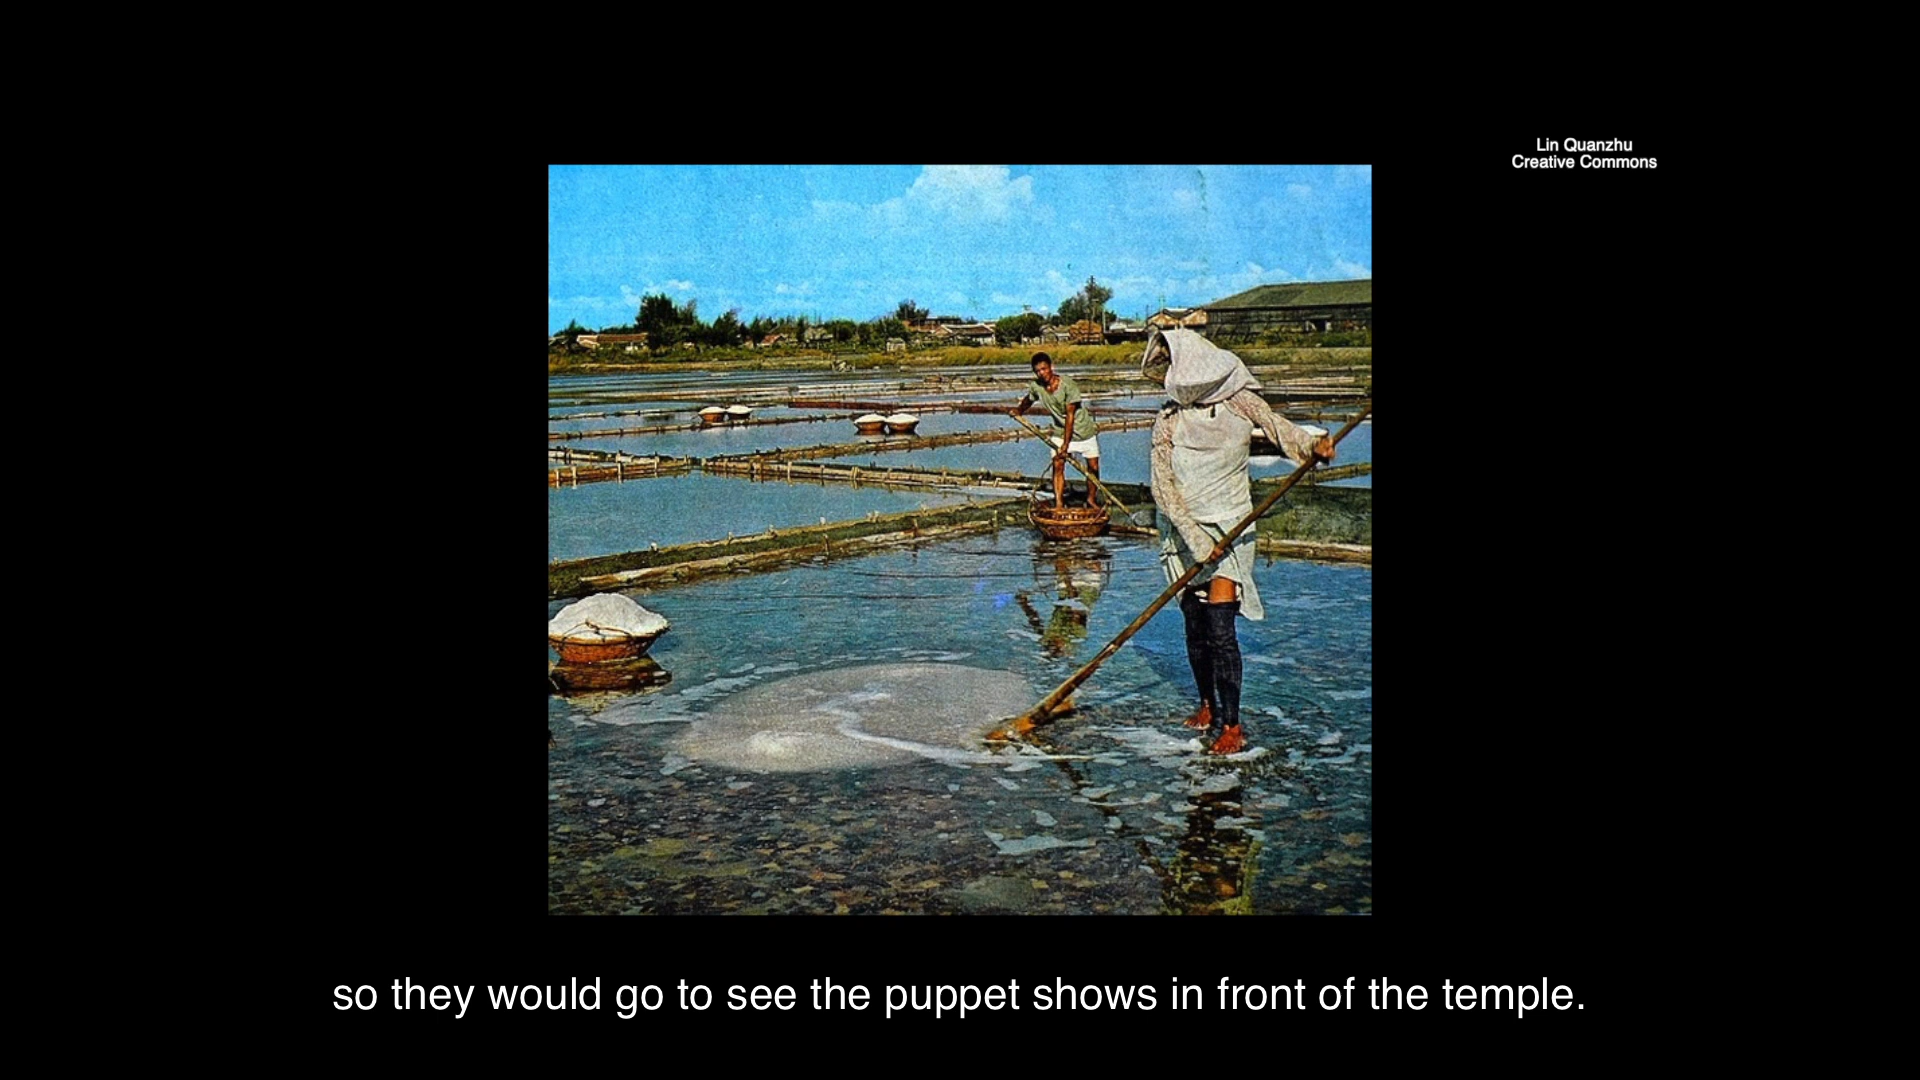 Lin Quanzhu
Creative Commons
so they would go to see the puppet shows in front of the temple.